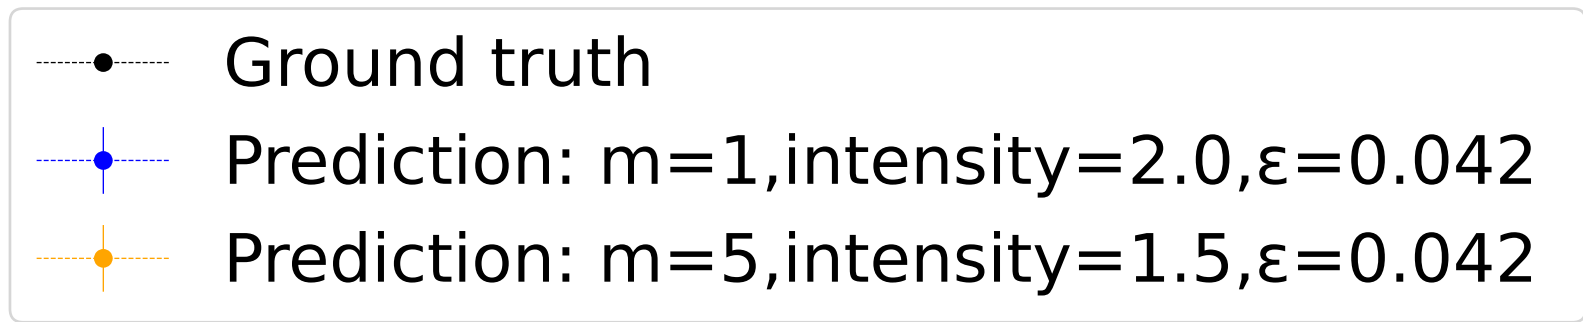 Ground truth
Prediction: m=1,intensity=2.0,ε=0.042
Prediction: m=5,intensity=1.5,ε=0.042